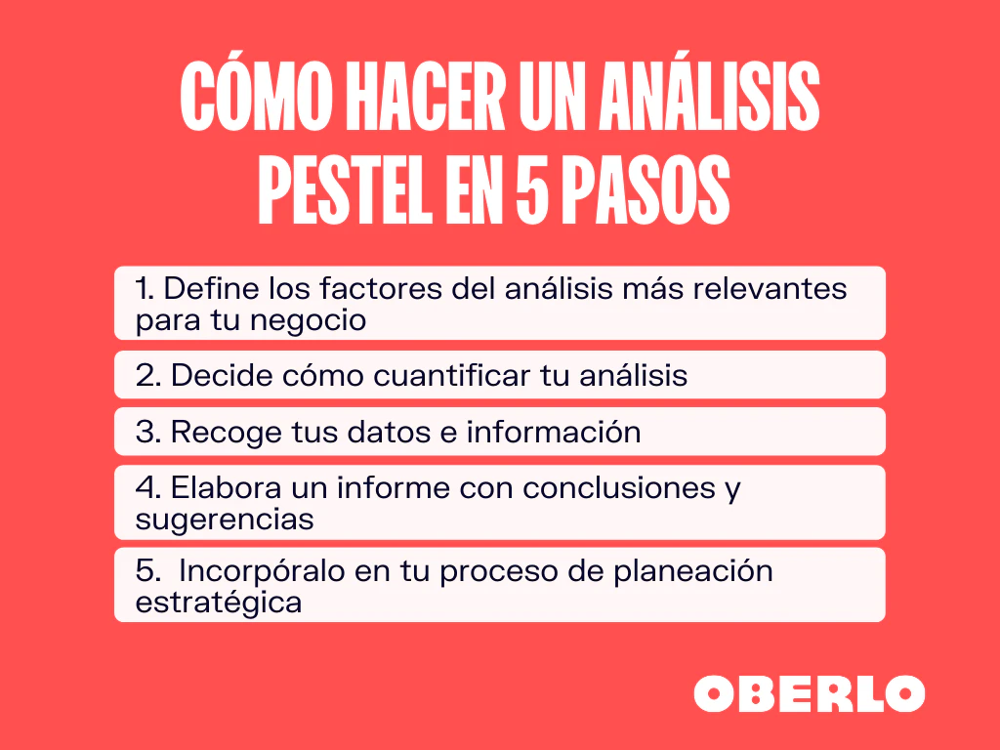 CÓMO HACER UN ANÁLISIS
PESTEL EN 5 PASOS
1. Define los factores del análisis más relevantes
para tu negocio
2. Decide cómo cuantificar tu análisis
3. Recoge tus datos e información
4. Elabora un informe con conclusiones y
sugerencias
5.  Incorpóralo en tu proceso de planeación
estratégica
OBERLO